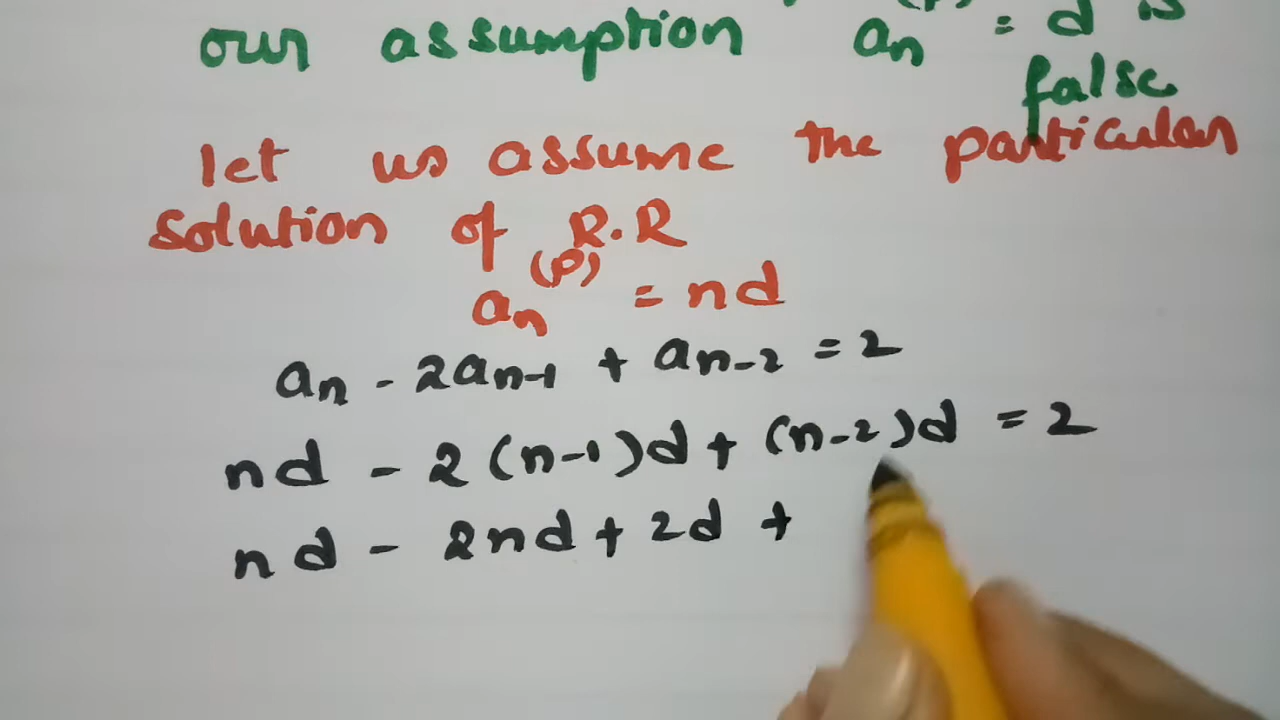 our assumption an = d is
false
let us assume the particular
solution of R.R
an(P) = nd
an - 2an-1 + an-2 = 2
nd - 2(n-1)d + (n-2)d = 2
nd - 2nd + 2d +